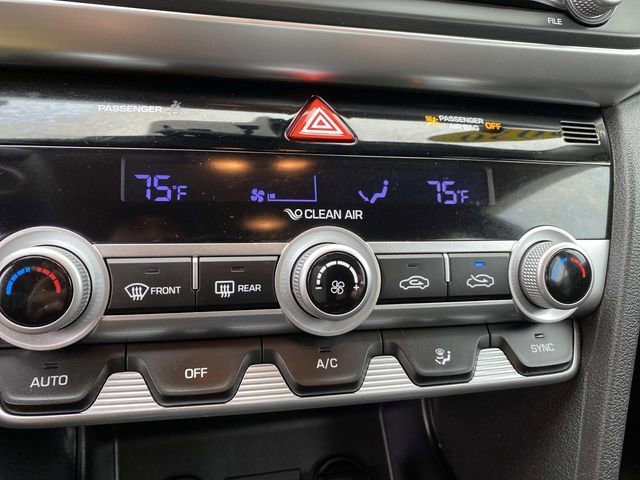 FILE
PASSENGER
PASSENGER
AIR BAG OFF
75°F
75°F
CLEAN AIR
FRONT
REAR
- +
AUTO
OFF
A/C
SYNC